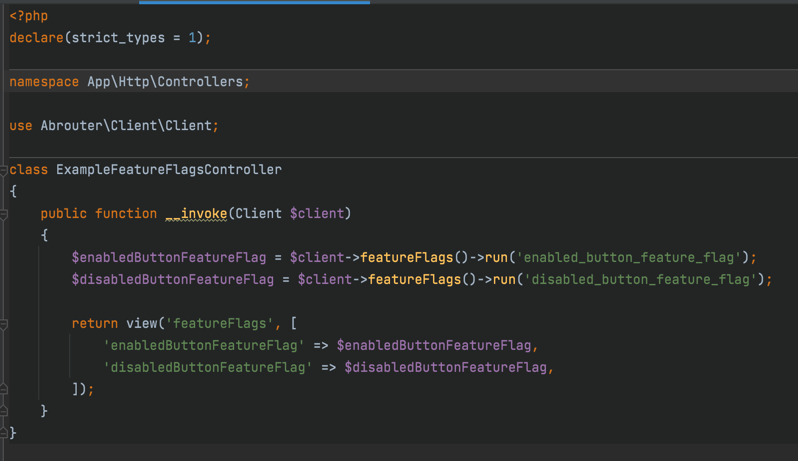 <?php
declare(strict_types = 1);
namespace App\Http\Controllers;
use Abrouter\Client\Client;
class ExampleFeatureFlagsController
{
    public function __invoke(Client $client)
    {
        $enabledButtonFeatureFlag = $client->featureFlags()->run('enabled_button_feature_flag');
        $disabledButtonFeatureFlag = $client->featureFlags()->run('disabled_button_feature_flag');
        return view('featureFlags', [
            'enabledButtonFeatureFlag' => $enabledButtonFeatureFlag,
            'disabledButtonFeatureFlag' => $disabledButtonFeatureFlag,
        ]);
    }
}